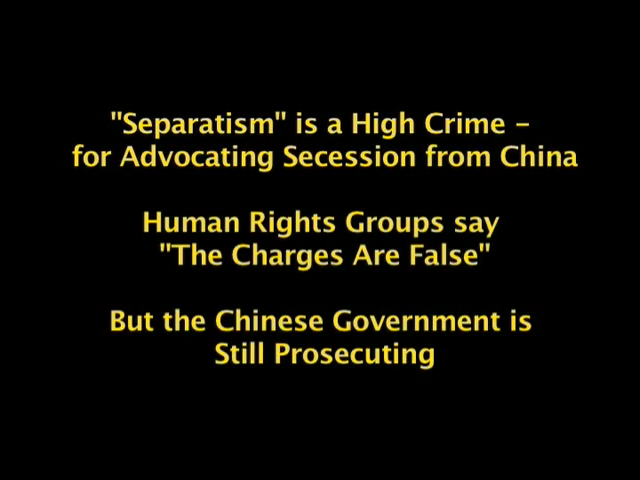 "Separatism" is a High Crime –
for Advocating Secession from China
Human Rights Groups say
"The Charges Are False"
But the Chinese Government is
Still Prosecuting